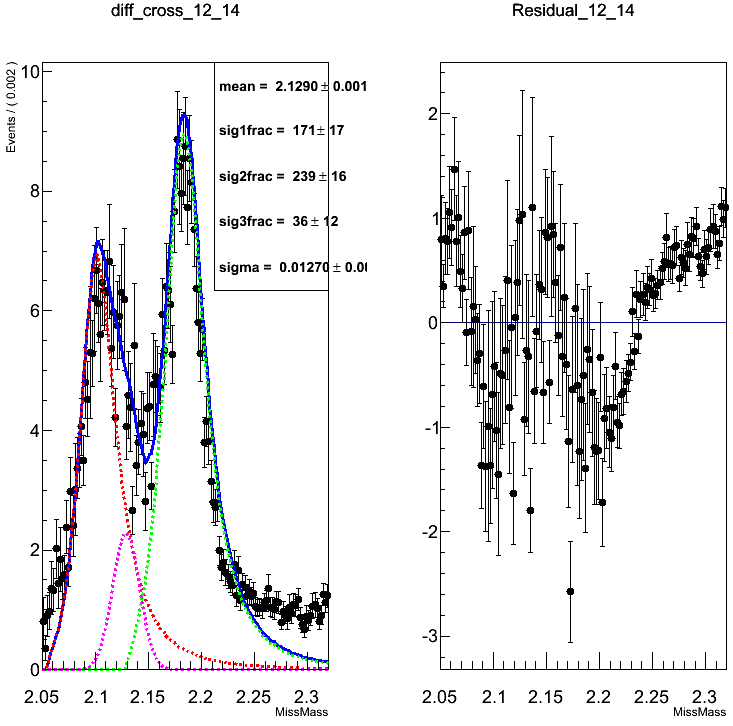 diff_cross_12_14
Events / ( 0.002 )
10
8
6
4
2
0
mean = 2.1290 ± 0.001
sig1frac = 171 ± 17
sig2frac = 239 ± 16
sig3frac = 36 ± 12
sigma = 0.01270 ± 0.00
2.05 2.1 2.15 2.2 2.25 2.3
MissMass
Residual_12_14
2
1
0
-1
-2
-3
2.05 2.1 2.15 2.2 2.25 2.3
MissMass